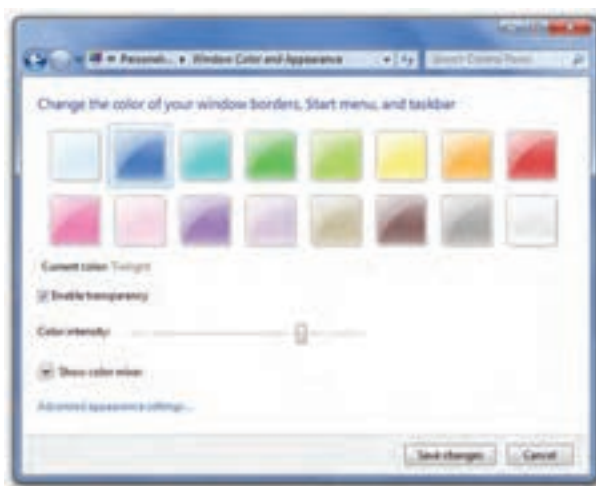 Personali... ▸ Window Color and Appearance
Search Control Panel
Change the color of your window borders, Start menu, and taskbar
Current color: Twilight
Enable transparency
Color intensity:
Show color mixer
Advanced appearance settings...
Save changes
Cancel